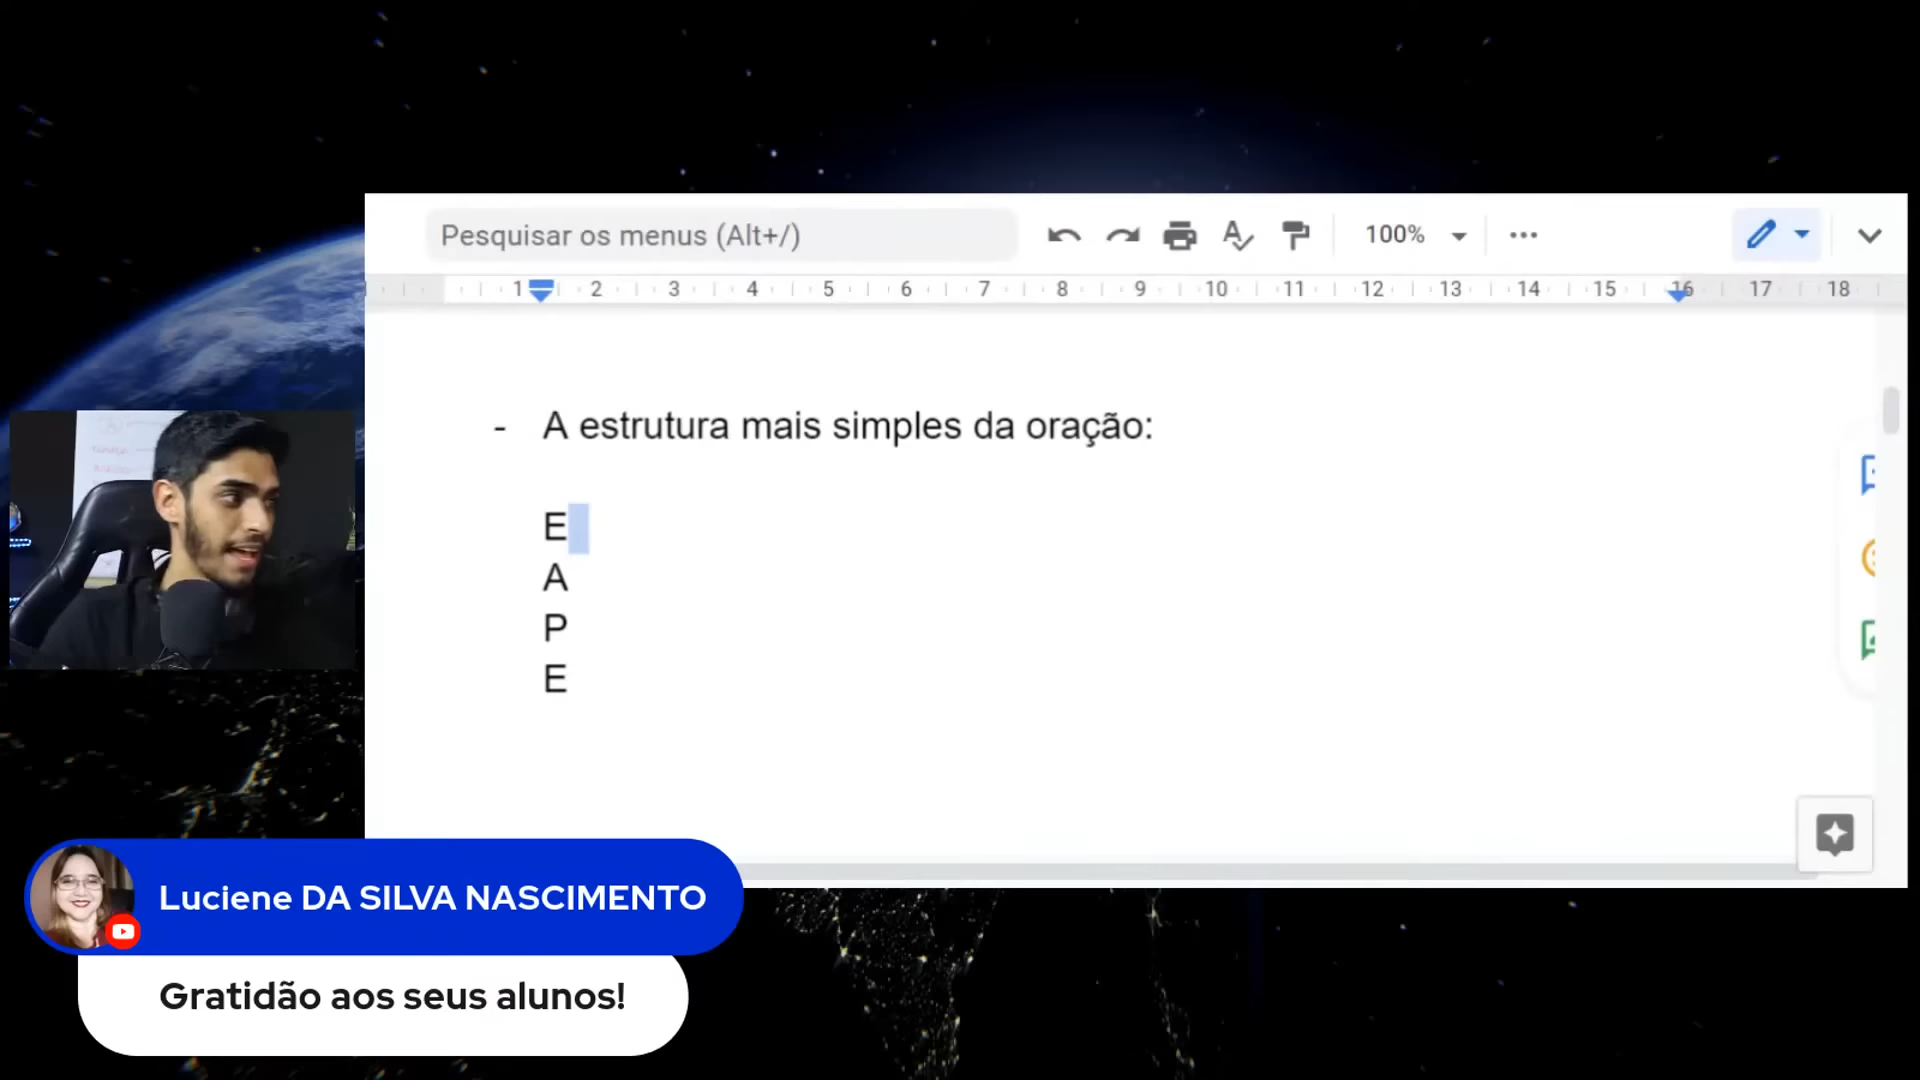 Pesquisar os menus (Alt+/)
100%
1 2 3 4 5 6 7 8 9 10 11 12 13 14 15 16 17 18
- A estrutura mais simples da oração:
E
A
P
E
Luciene DA SILVA NASCIMENTO
Gratidão aos seus alunos!